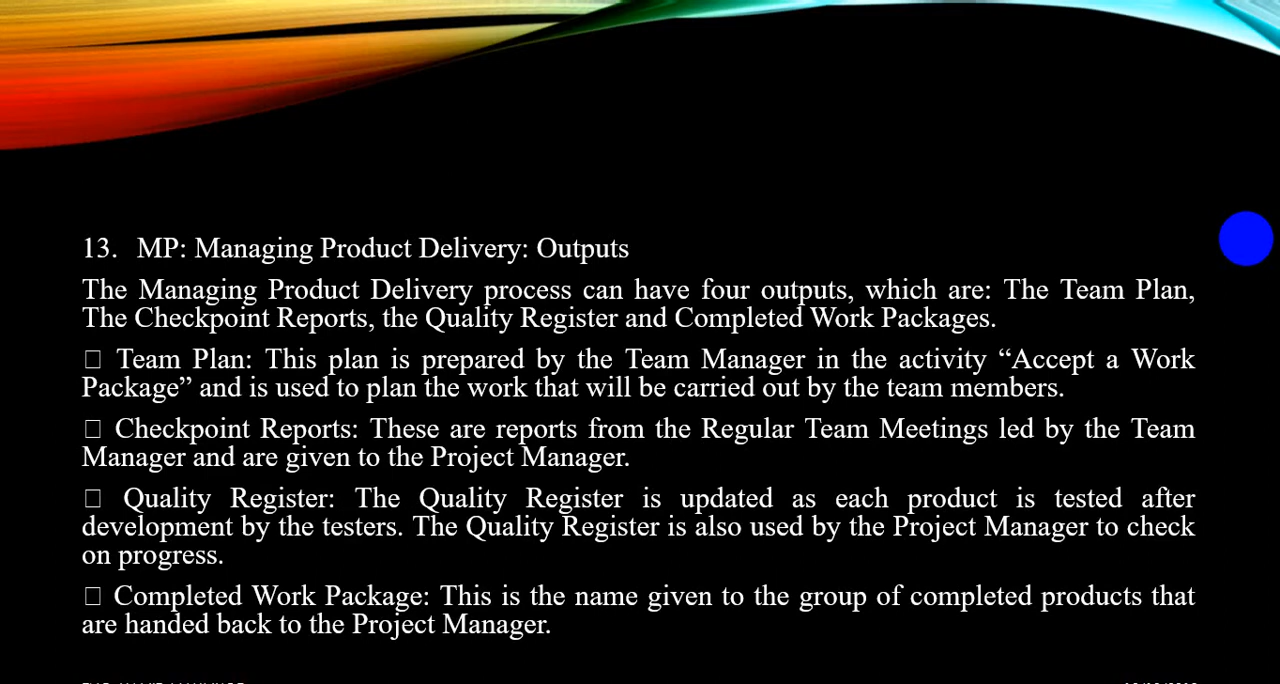 13. MP: Managing Product Delivery: Outputs
The Managing Product Delivery process can have four outputs, which are: The Team Plan,
The Checkpoint Reports, the Quality Register and Completed Work Packages.
□ Team Plan: This plan is prepared by the Team Manager in the activity “Accept a Work
Package” and is used to plan the work that will be carried out by the team members.
□ Checkpoint Reports: These are reports from the Regular Team Meetings led by the Team
Manager and are given to the Project Manager.
□ Quality Register: The Quality Register is updated as each product is tested after
development by the testers. The Quality Register is also used by the Project Manager to check
on progress.
□ Completed Work Package: This is the name given to the group of completed products that
are handed back to the Project Manager.